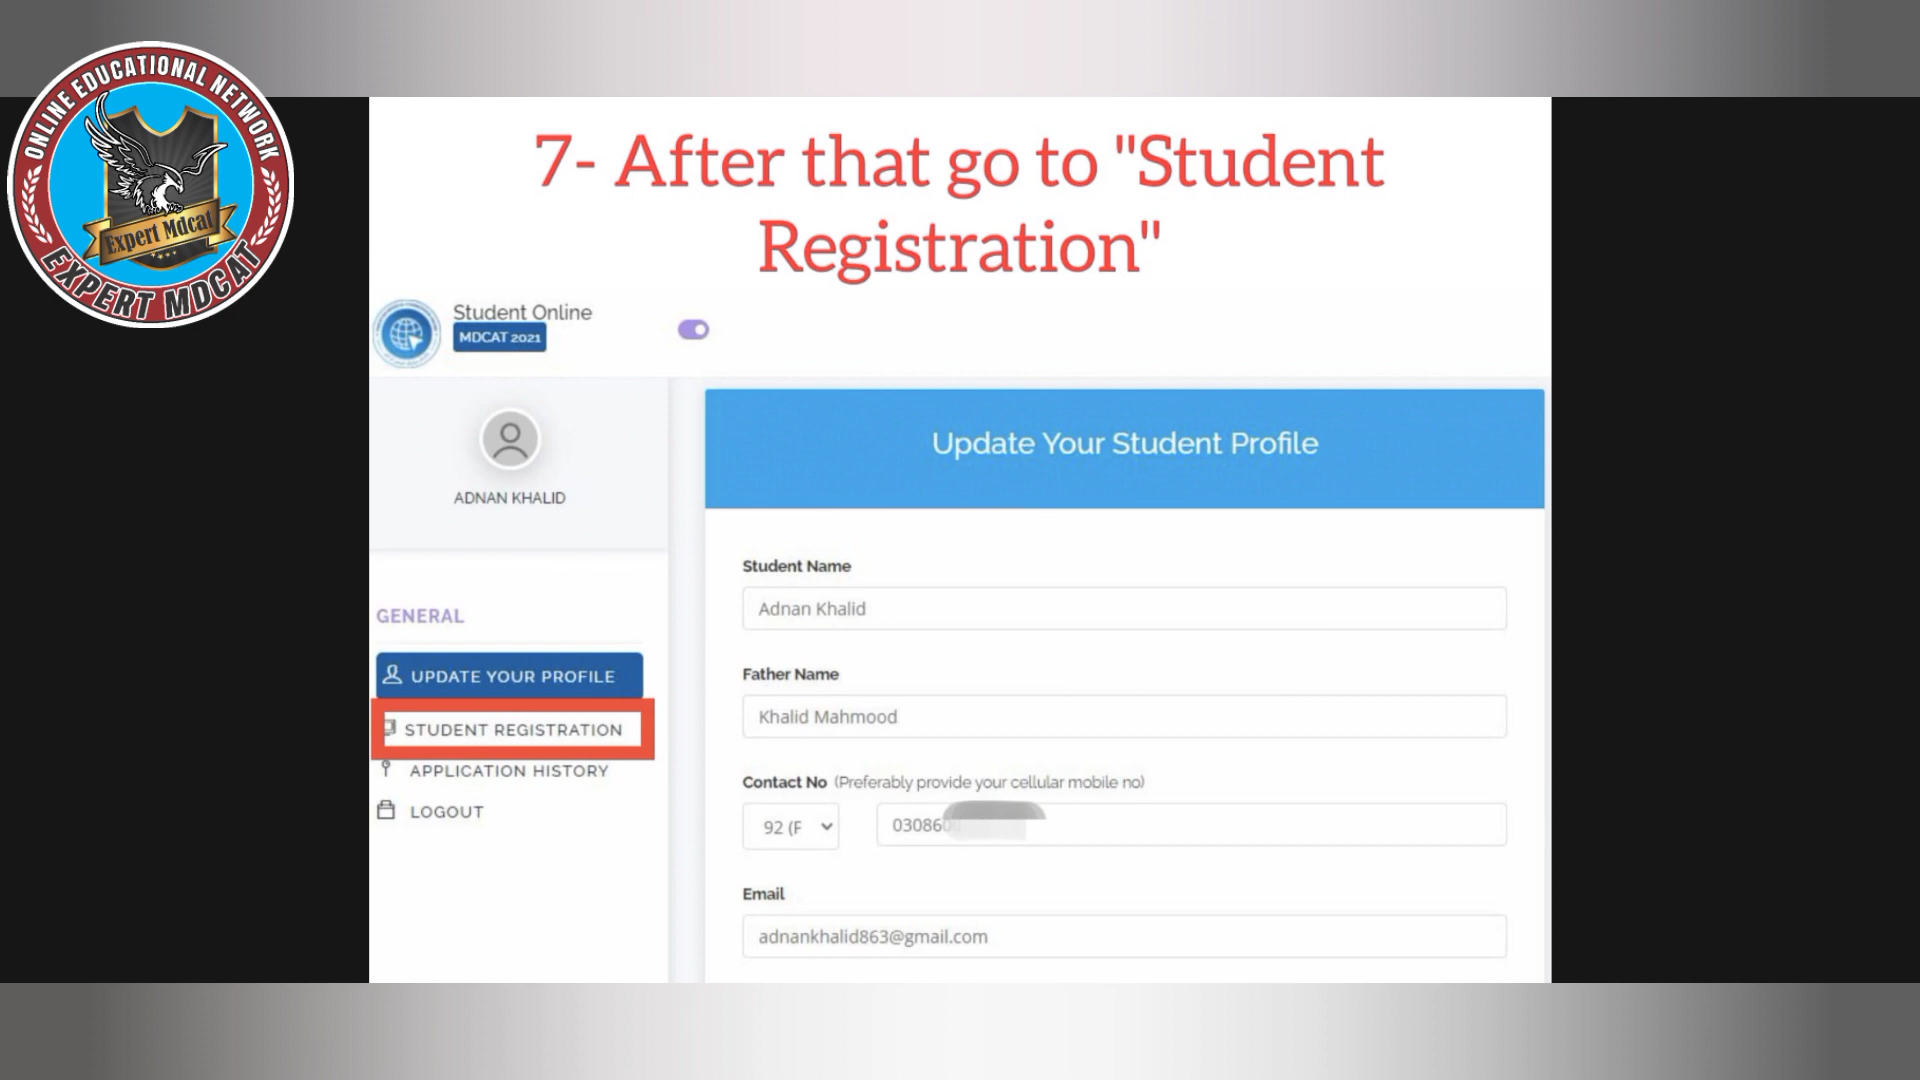 ONLINE EDUCATIONAL NETWORK
Expert Mdcat
EXPERT MDCAT
7- After that go to "Student
Registration"
Student Online
MDCAT 2021
ADNAN KHALID
GENERAL
UPDATE YOUR PROFILE
STUDENT REGISTRATION
APPLICATION HISTORY
LOGOUT
Update Your Student Profile
Student Name
Adnan Khalid
Father Name
Khalid Mahmood
Contact No (Preferably provide your cellular mobile no)
92 (F
03086
Email
adnankhalid863@gmail.com